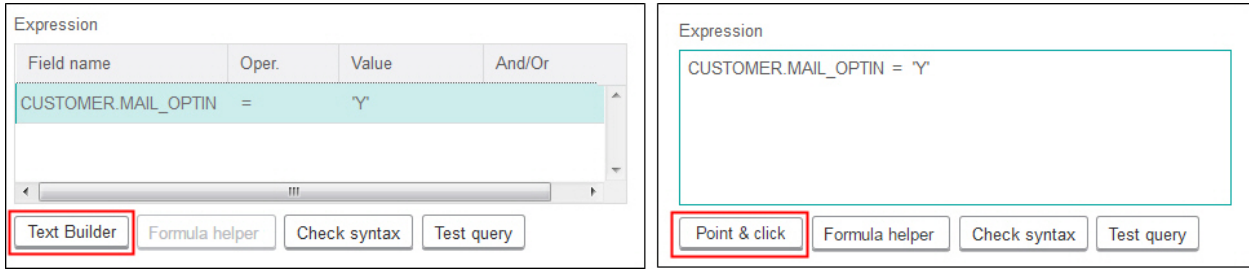 Expression
Field name Oper. Value And/Or
CUSTOMER.MAIL_OPTIN = 'Y'
Text Builder Formula helper Check syntax Test query
Expression
CUSTOMER.MAIL_OPTIN = 'Y'
Point & click Formula helper Check syntax Test query